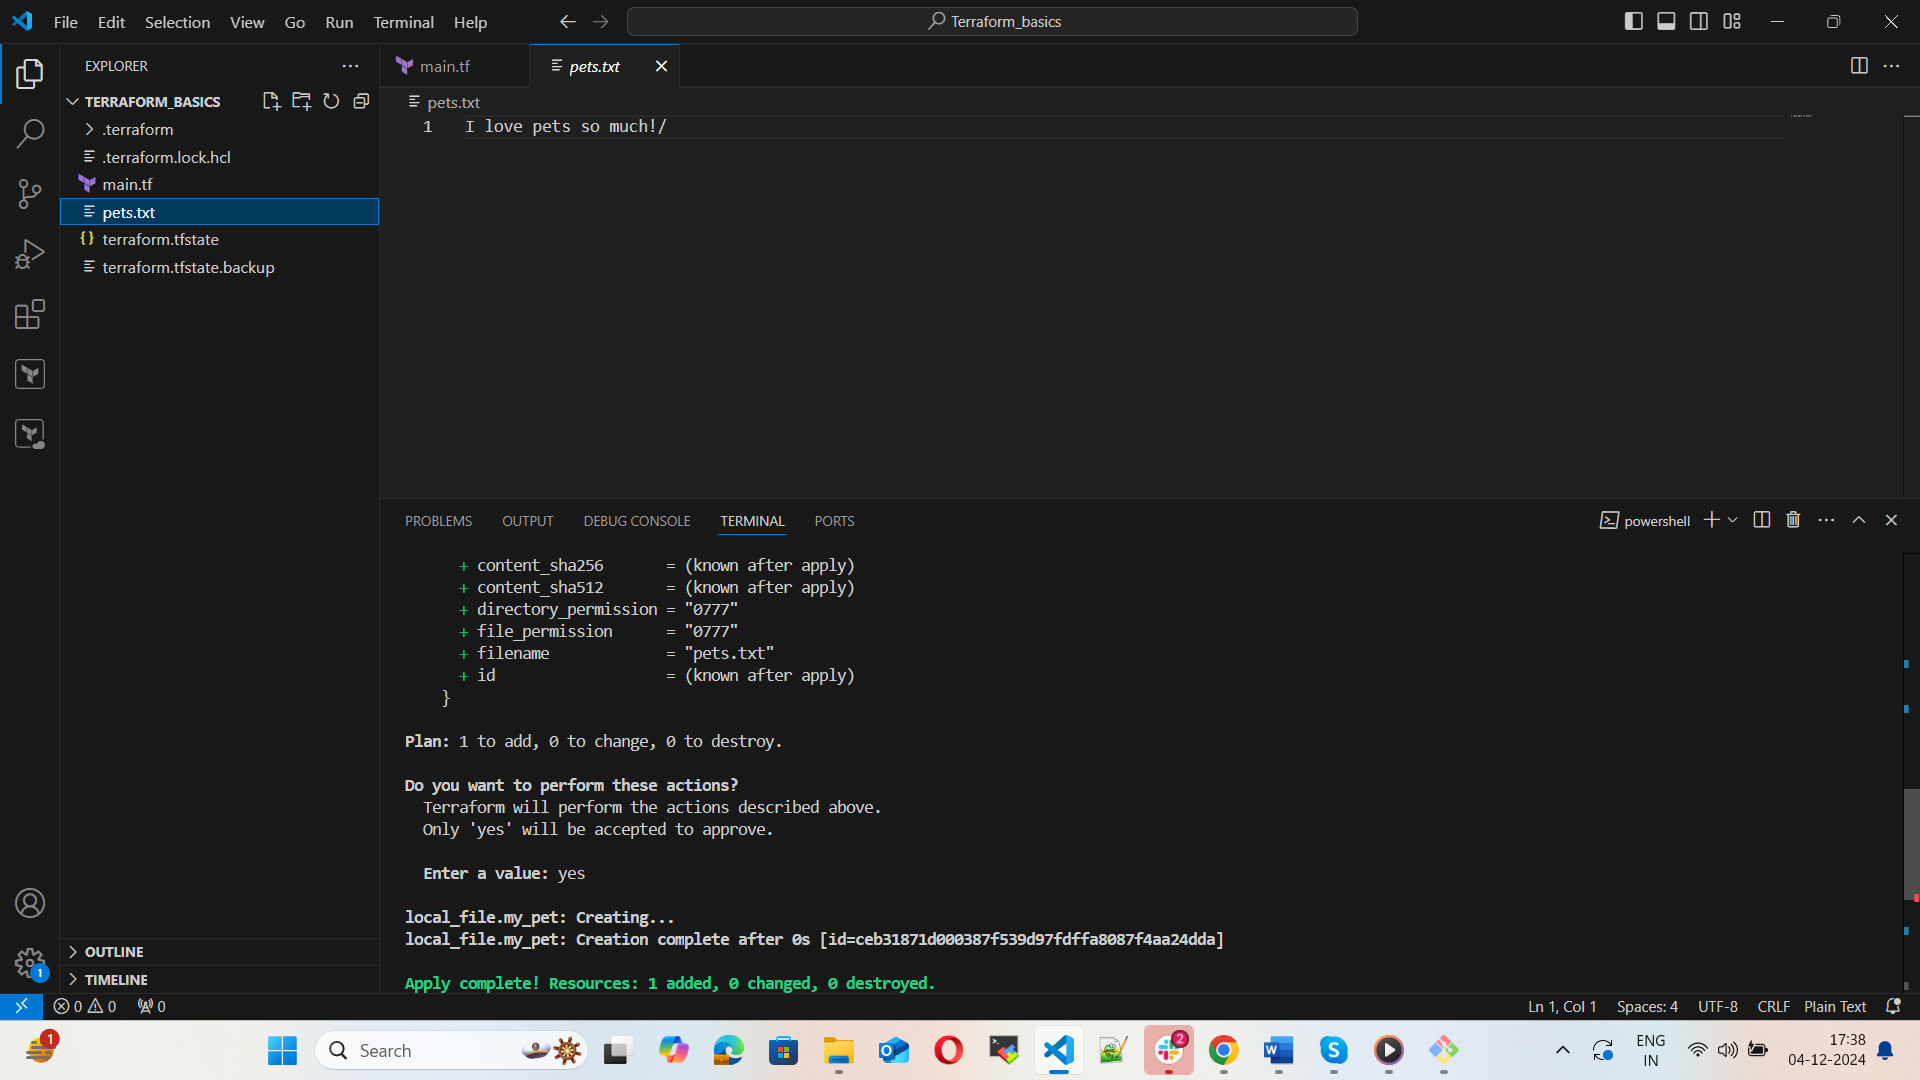 File Edit Selection View Go Run Terminal Help
Terraform_basics
EXPLORER
main.tf
pets.txt
TERRAFORM_BASICS
.terraform
.terraform.lock.hcl
main.tf
pets.txt
terraform.tfstate
terraform.tfstate.backup
OUTLINE
TIMELINE
pets.txt
1 I love pets so much!/
PROBLEMS OUTPUT DEBUG CONSOLE TERMINAL PORTS
powershell
+ content_sha256 = (known after apply)
+ content_sha512 = (known after apply)
+ directory_permission = "0777"
+ file_permission = "0777"
+ filename = "pets.txt"
+ id = (known after apply)
}
Plan: 1 to add, 0 to change, 0 to destroy.
Do you want to perform these actions?
Terraform will perform the actions described above.
Only 'yes' will be accepted to approve.
Enter a value: yes
local_file.my_pet: Creating...
local_file.my_pet: Creation complete after 0s [id=ceb31871d000387f539d97fdffa8087f4aa24dda]
Apply complete! Resources: 1 added, 0 changed, 0 destroyed.
1
0 0 0
Ln 1, Col 1 Spaces: 4 UTF-8 CRLF Plain Text
1
Search
2
ENG
IN
17:38
04-12-2024